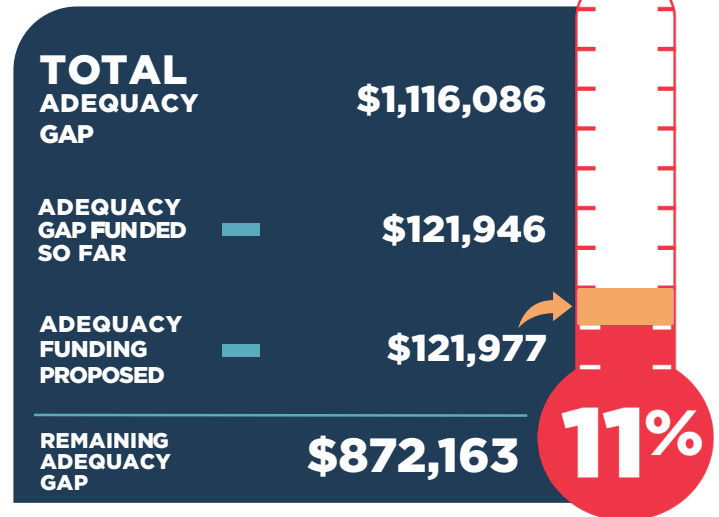 TOTAL
ADEQUACY
GAP
$1,116,086
ADEQUACY
GAP FUNDED
SO FAR
$121,946
ADEQUACY
FUNDING
PROPOSED
$121,977
REMAINING
ADEQUACY
GAP
$872,163
11%